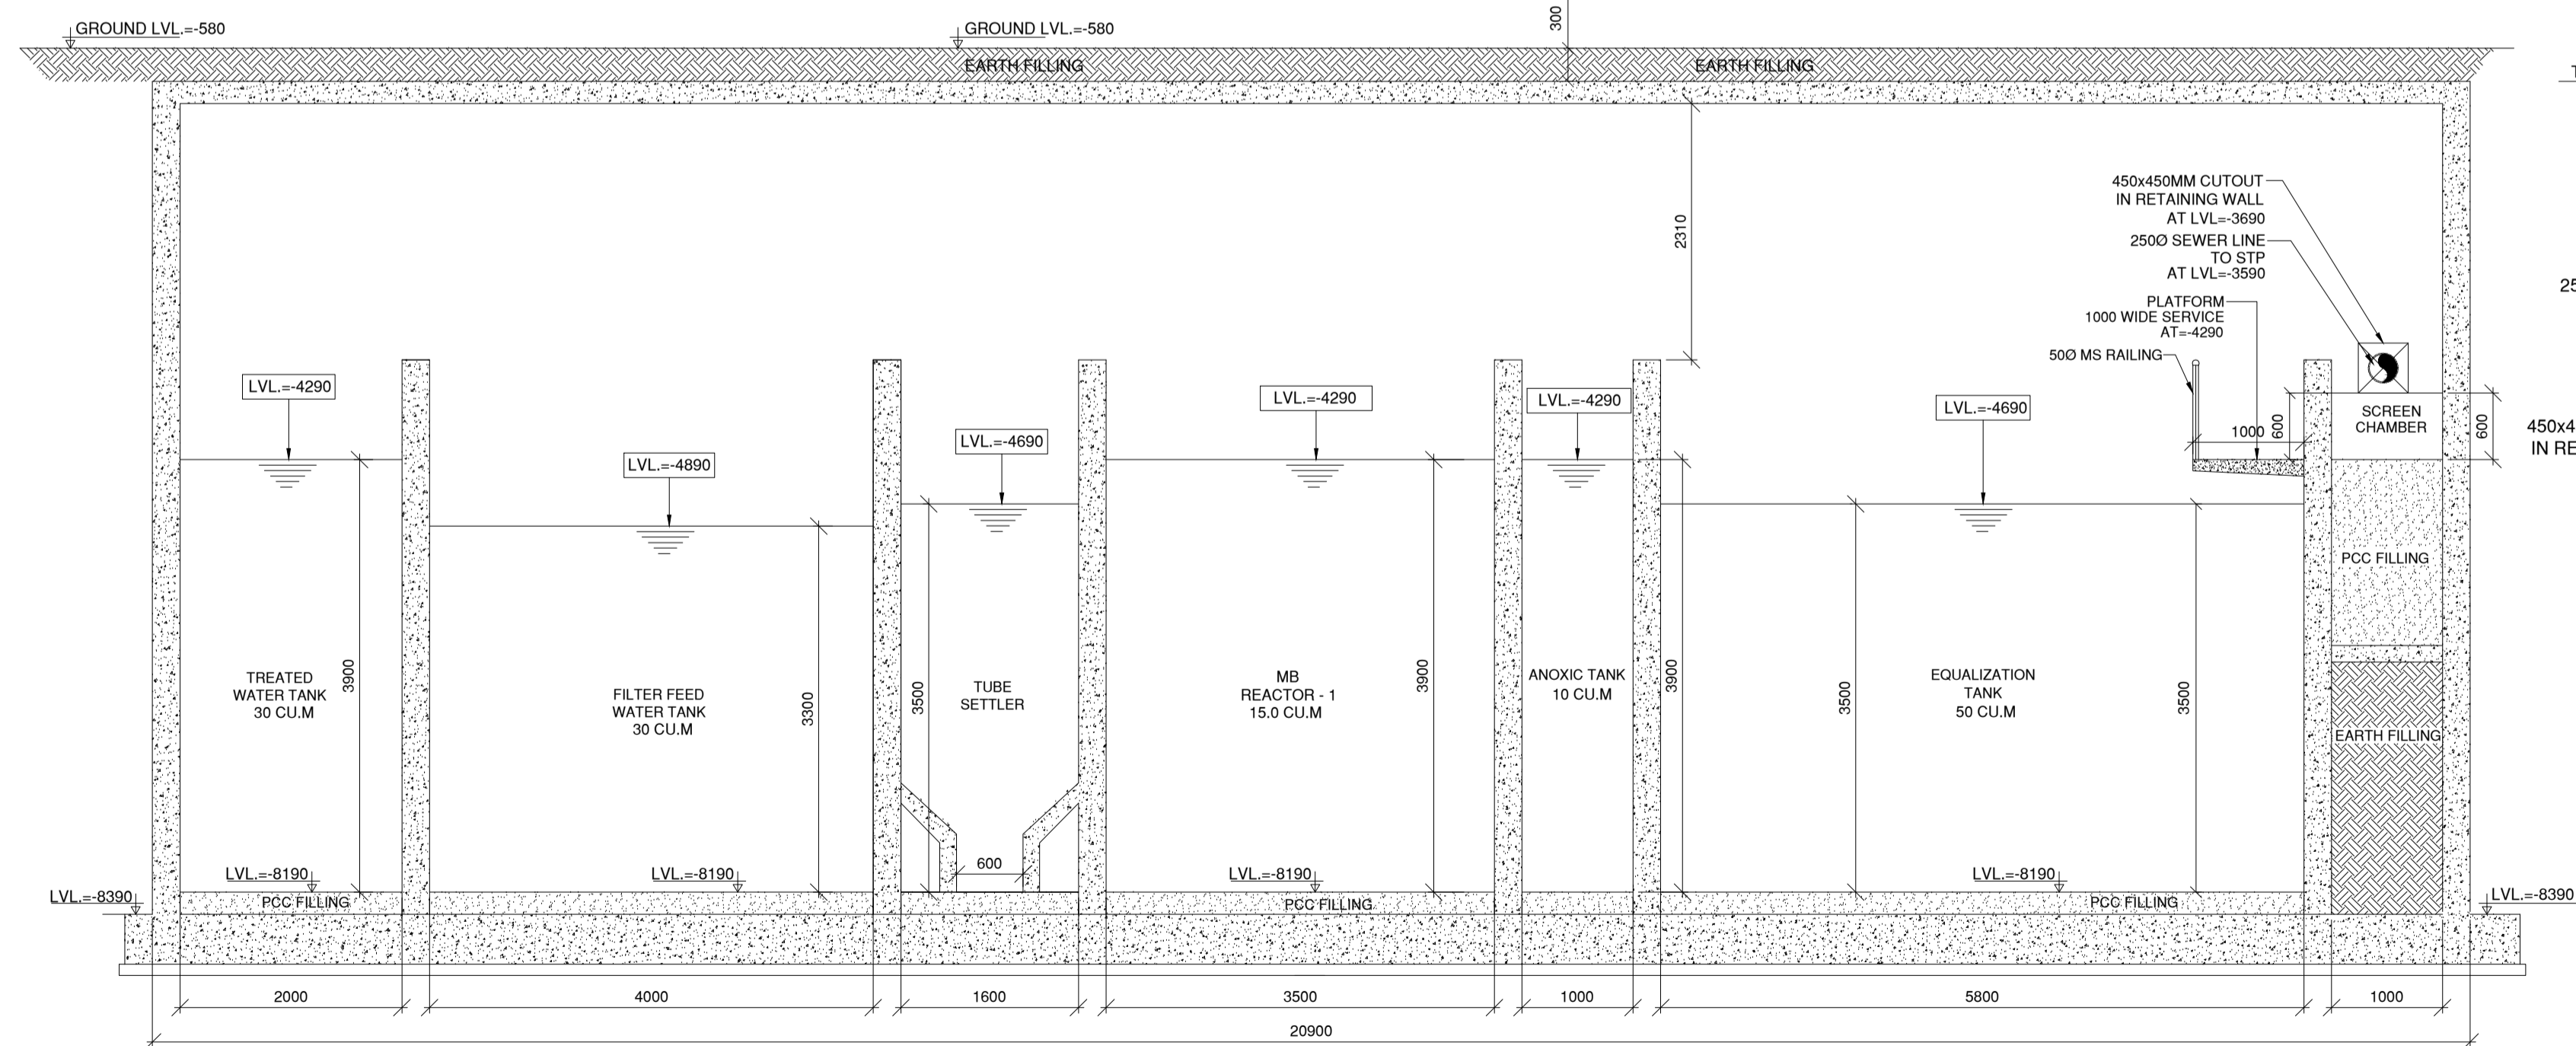 GROUND LVL.=-580
GROUND LVL.=-580
300
EARTH FILLING
EARTH FILLING
2310
450x450MM CUTOUT
IN RETAINING WALL
AT LVL=-3690
250Ø SEWER LINE
TO STP
AT LVL=-3590
PLATFORM
1000 WIDE SERVICE
AT=-4290
50Ø MS RAILING
25
450x4
IN RE
LVL.=-4290
LVL.=-4890
LVL.=-4690
LVL.=-4290
LVL.=-4290
LVL.=-4690
1000
600
SCREEN
CHAMBER
600
PCC FILLING
TREATED
WATER TANK
30 CU.M
3900
FILTER FEED
WATER TANK
30 CU.M
3300
3500
TUBE
SETTLER
MB
REACTOR - 1
15.0 CU.M
3900
ANOXIC TANK
10 CU.M
3900
3500
EQUALIZATION
TANK
50 CU.M
3500
EARTH FILLING
600
LVL.=-8390
LVL.=-8190
LVL.=-8190
LVL.=-8190
LVL.=-8190
LVL.=-8390
PCC FILLING
PCC FILLING
PCC FILLING
2000
4000
1600
3500
1000
5800
1000
20900